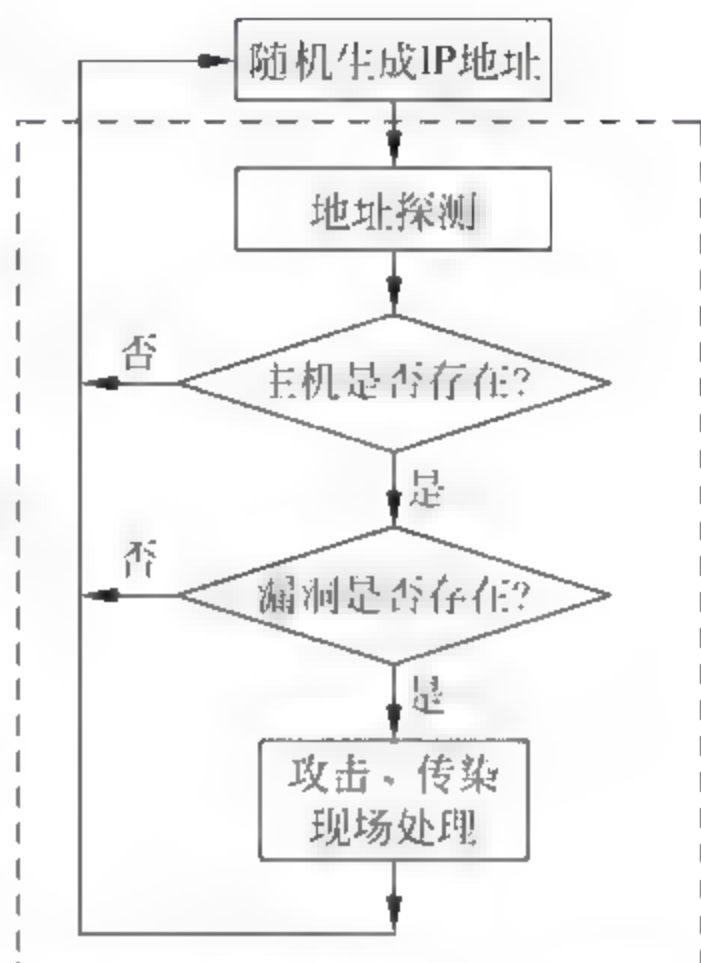 随机生成IP地址
地址探测
否
主机是否存在?
是
否
漏洞是否存在?
是
攻击、传染
现场处理